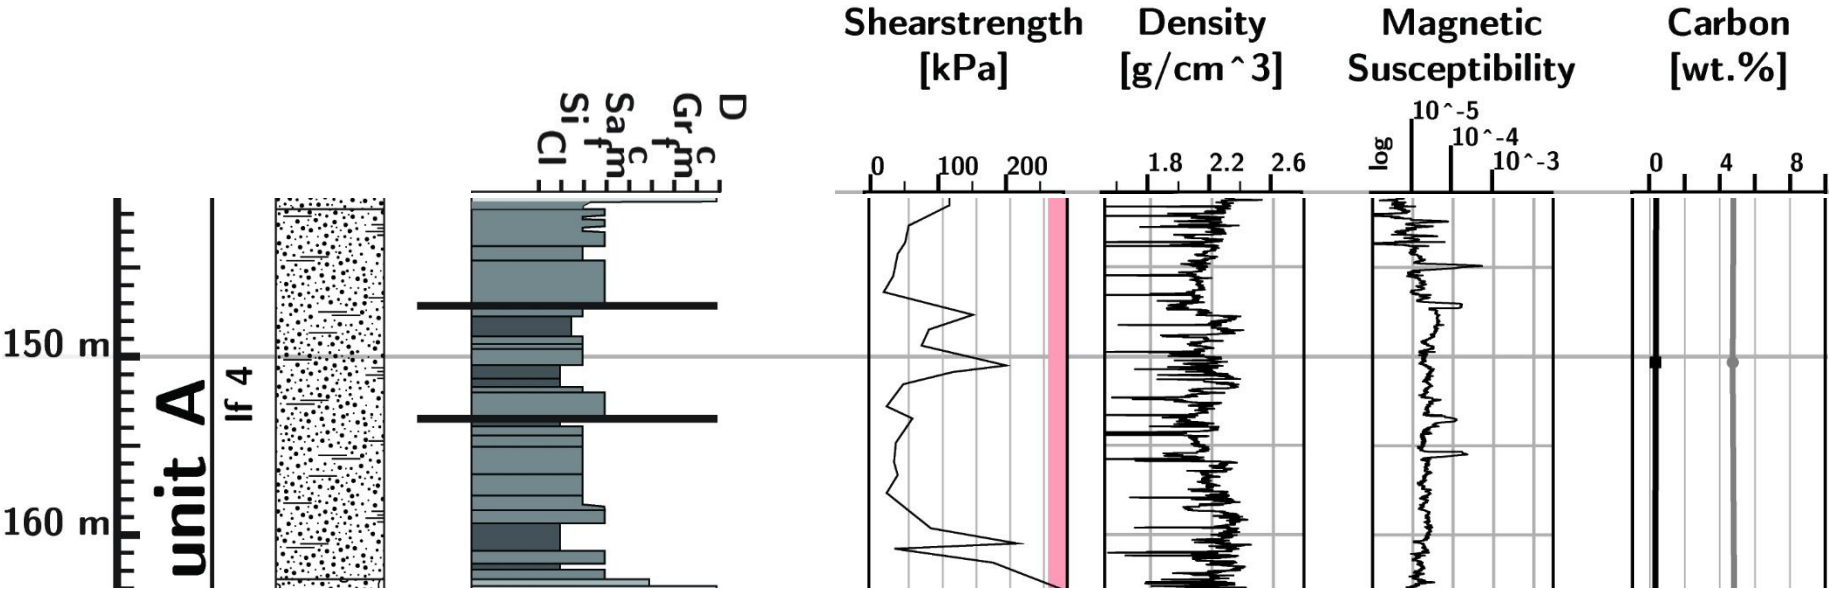 Shearstrength
[kPa]
Density
[g/cm^3]
Magnetic
Susceptibility
Carbon
[wt.%]
Cl
Si
f
Sa
m
c
f
Gr
m
c
D
0 100 200
1.8 2.2 2.6
log
10^-5
10^-4
10^-3
0 4 8
150 m
160 m
unit A
lf 4